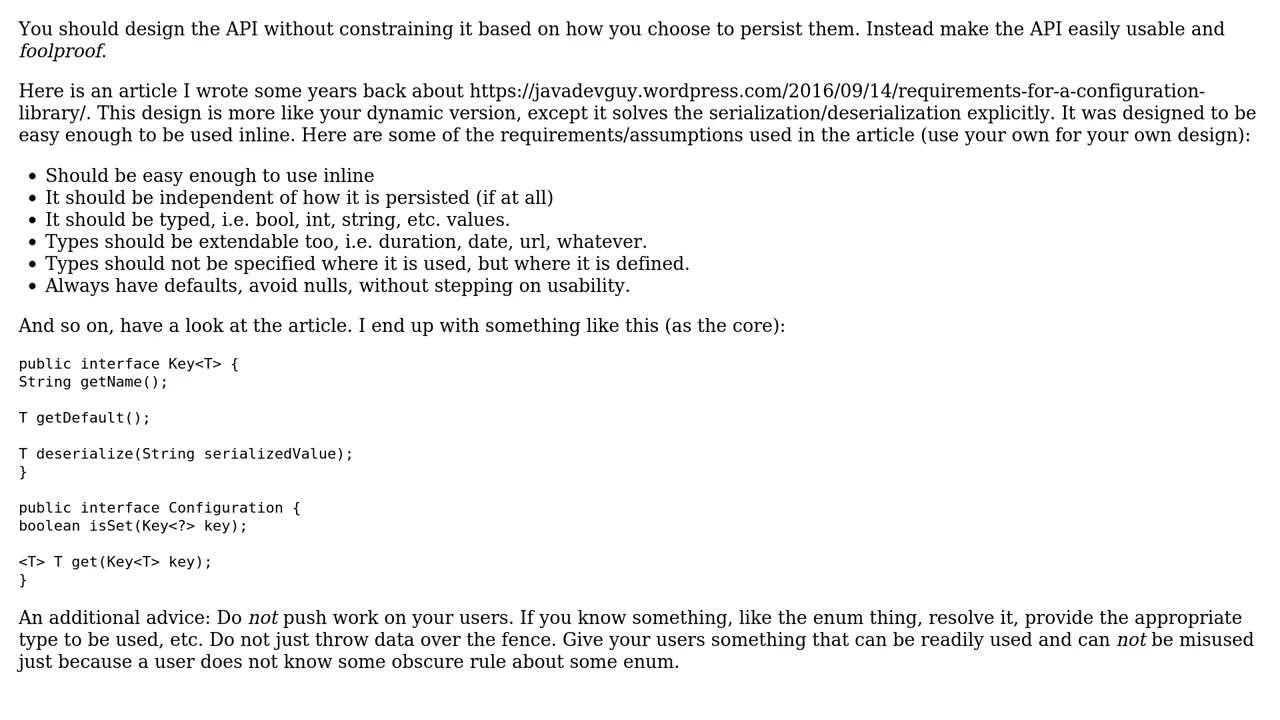 You should design the API without constraining it based on how you choose to persist them. Instead make the API easily usable and
foolproof.
Here is an article I wrote some years back about https://javadevguy.wordpress.com/2016/09/14/requirements-for-a-configuration-
library/. This design is more like your dynamic version, except it solves the serialization/deserialization explicitly. It was designed to be
easy enough to be used inline. Here are some of the requirements/assumptions used in the article (use your own for your own design):
• Should be easy enough to use inline
• It should be independent of how it is persisted (if at all)
• It should be typed, i.e. bool, int, string, etc. values.
• Types should be extendable too, i.e. duration, date, url, whatever.
• Types should not be specified where it is used, but where it is defined.
• Always have defaults, avoid nulls, without stepping on usability.
And so on, have a look at the article. I end up with something like this (as the core):
public interface Key<T> {
String getName();
T getDefault();
T deserialize(String serializedValue);
}
public interface Configuration {
boolean isSet(Key<?> key);
<T> T get(Key<T> key);
}
An additional advice: Do not push work on your users. If you know something, like the enum thing, resolve it, provide the appropriate
type to be used, etc. Do not just throw data over the fence. Give your users something that can be readily used and can not be misused
just because a user does not know some obscure rule about some enum.